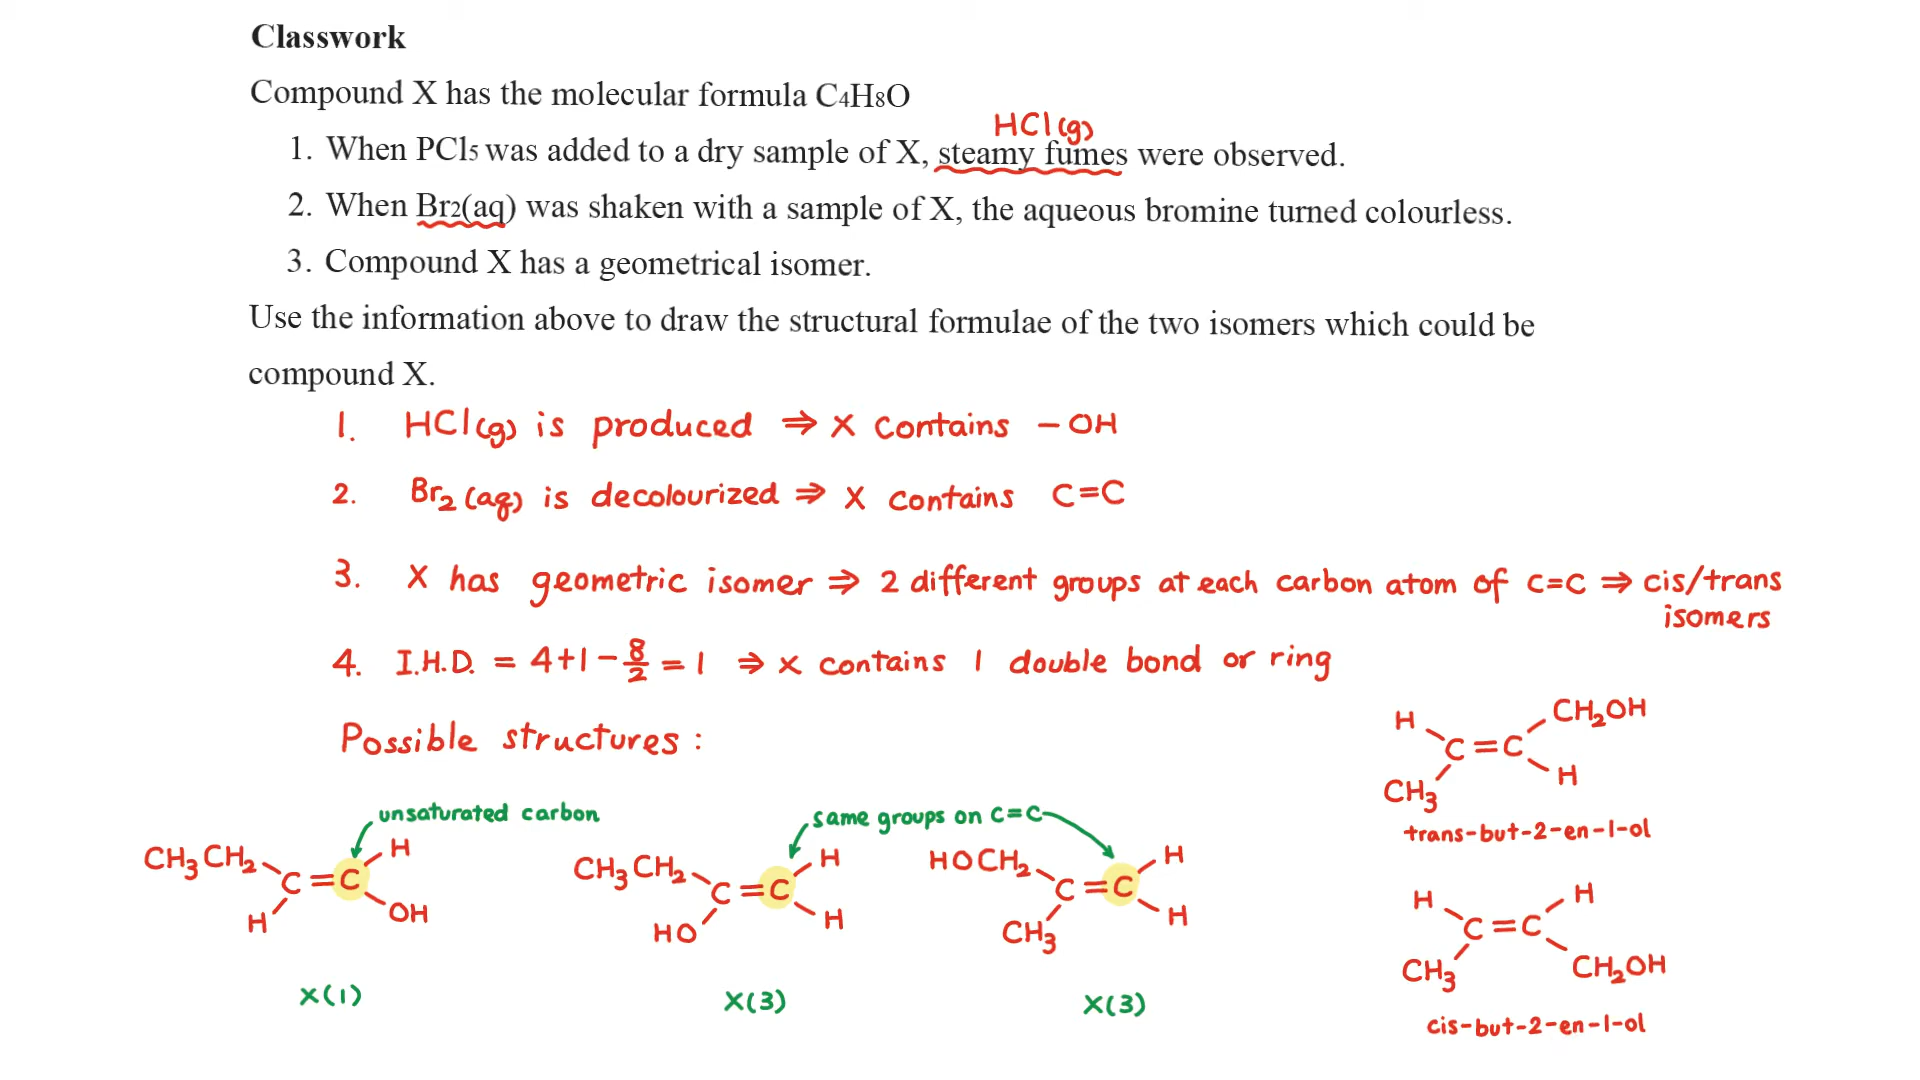 Classwork
Compound X has the molecular formula C4H8O
HCl(g)
1. When PCl5 was added to a dry sample of X, steamy fumes were observed.
2. When Br2(aq) was shaken with a sample of X, the aqueous bromine turned colourless.
3. Compound X has a geometrical isomer.
Use the information above to draw the structural formulae of the two isomers which could be
compound X.
1. HCl(g) is produced ⇒ X contains –OH
2. Br2(aq) is decolourized ⇒ X contains C=C
3. X has geometric isomer ⇒ 2 different groups at each carbon atom of C=C ⇒ cis/trans
isomers
4. I.H.D. = 4+1-8/2 = 1 ⇒ X contains 1 double bond or ring
Possible structures:
unsaturated carbon
CH3CH2 H
C=C
H OH
X(1)
same groups on C=C
CH3CH2 H
C=C
HO H
X(3)
HOCH2 H
C=C
CH3 H
X(3)
H CH2OH
C=C
CH3 H
trans-but-2-en-1-ol
H H
C=C
CH3 CH2OH
cis-but-2-en-1-ol